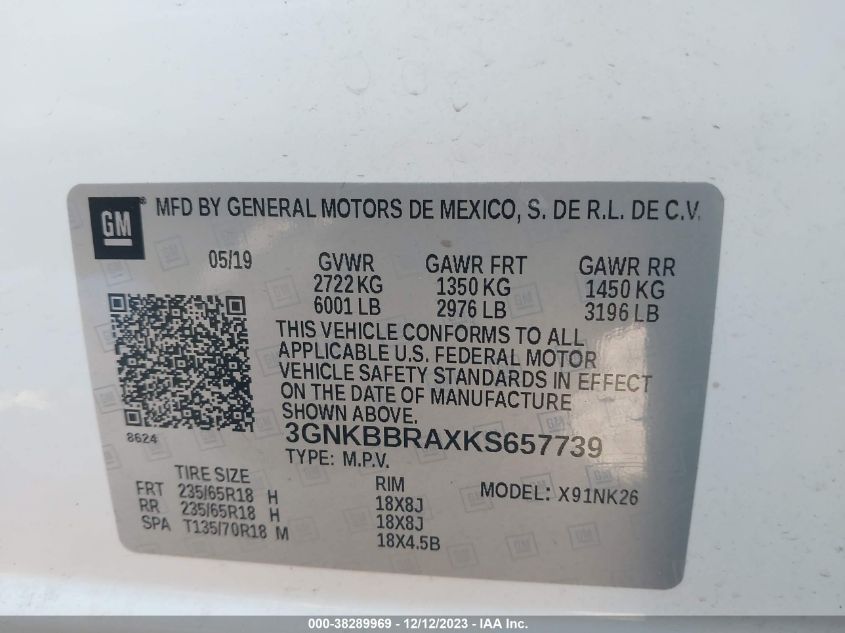 GM ® MFD BY GENERAL MOTORS DE MEXICO, S. DE R.L. DE C.V.
05/19 GVWR GAWR FRT GAWR RR
2722 KG 1350 KG 1450 KG
6001 LB 2976 LB 3196 LB
THIS VEHICLE CONFORMS TO ALL
APPLICABLE U.S. FEDERAL MOTOR
VEHICLE SAFETY STANDARDS IN EFFECT
ON THE DATE OF MANUFACTURE
SHOWN ABOVE.
8624 3GNKBBRAXKS657739
TYPE: M.P.V.
TIRE SIZE RIM MODEL: X91NK26
FRT 235/65R18 H 18X8J
RR 235/65R18 H 18X8J
SPA T135/70R18 M 18X4.5B
000-38289969 - 12/12/2023 - IAA Inc.